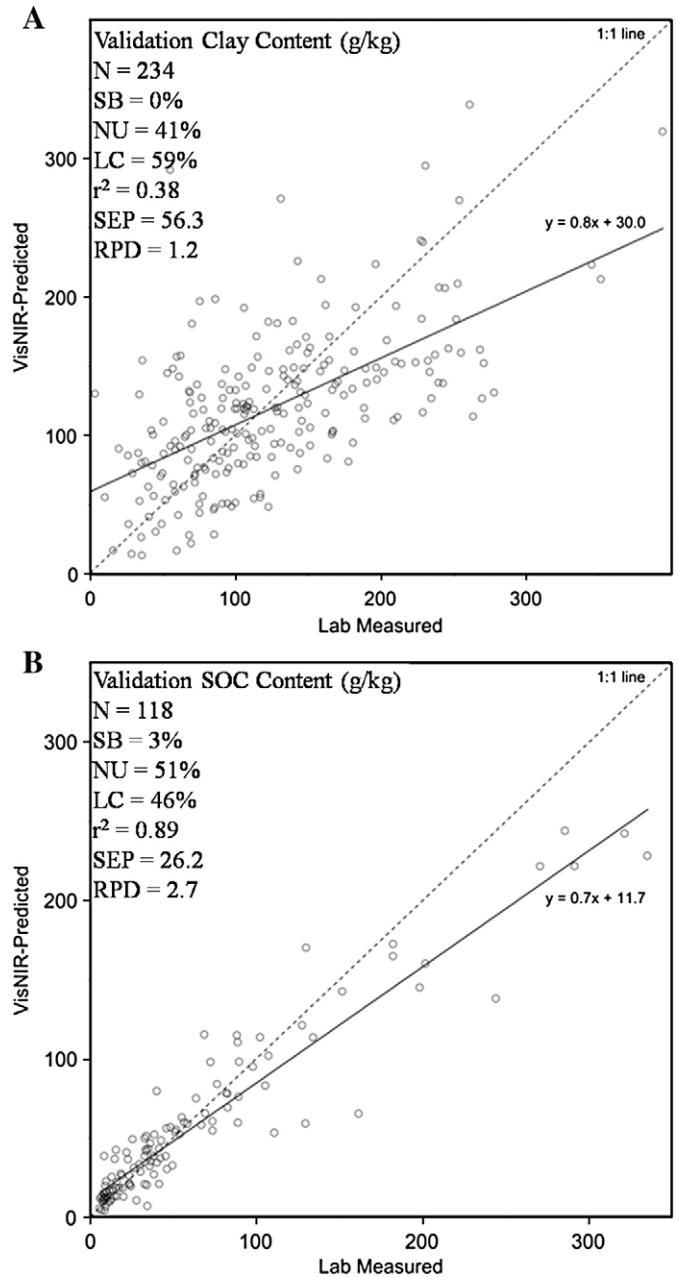 A
Validation Clay Content (g/kg)
1:1 line
N = 234
SB = 0%
NU = 41%
LC = 59%
r² = 0.38
SEP = 56.3
RPD = 1.2
y = 0.8x + 30.0
300
200
100
0
VisNIR-Predicted
0 100 200 300
Lab Measured
B
Validation SOC Content (g/kg)
1:1 line
N = 118
SB = 3%
NU = 51%
LC = 46%
r² = 0.89
SEP = 26.2
RPD = 2.7
y = 0.7x + 11.7
300
200
100
0
VisNIR-Predicted
0 100 200 300
Lab Measured